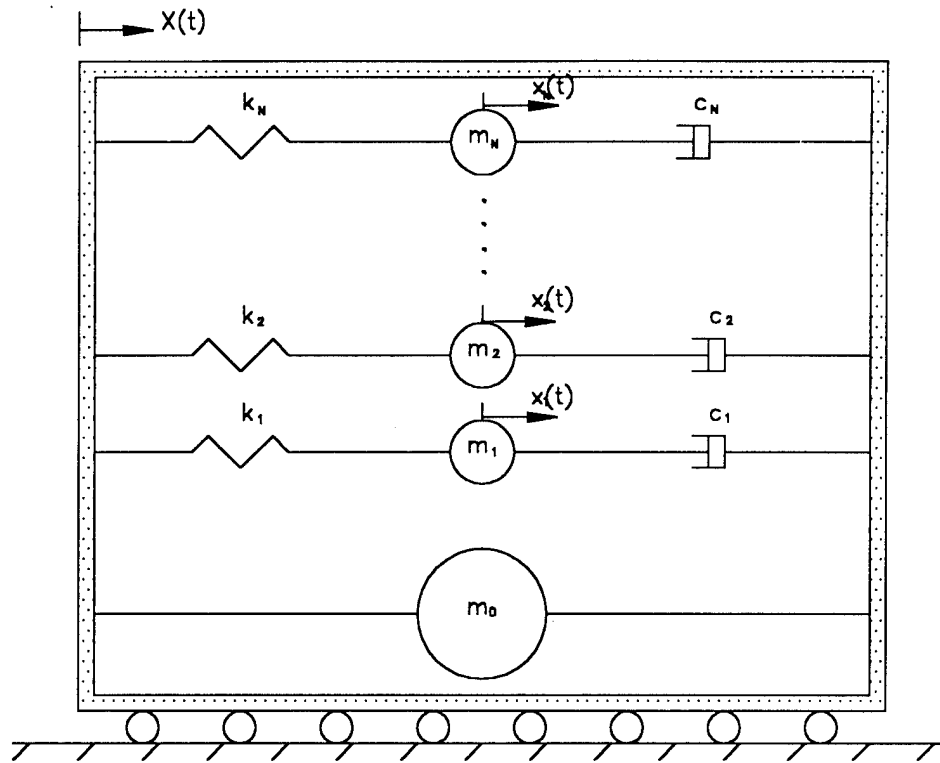 X(t)
k_N x_N(t) c_N
m_N
k_2 x_2(t) c_2
m_2
k_1 x_1(t) c_1
m_1
m_0